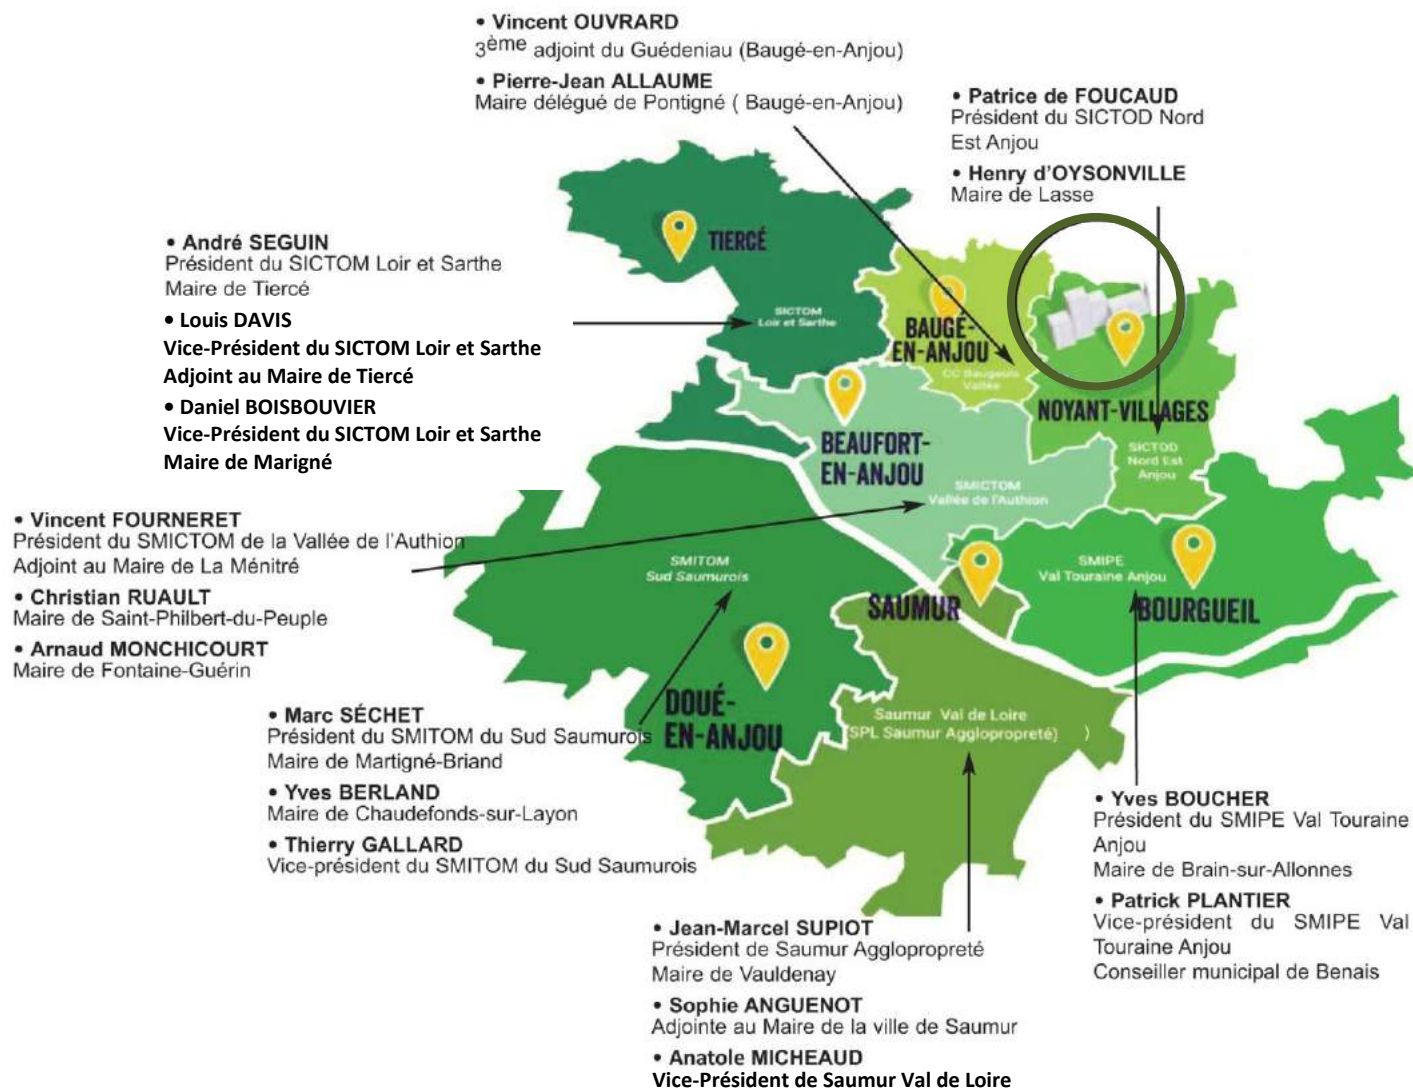 • Vincent OUVRARD
3ème adjoint du Guédeniau (Baugé-en-Anjou)
• Pierre-Jean ALLAUME
Maire délégué de Pontigné ( Baugé-en-Anjou)
• Patrice de FOUCAUD
Président du SICTOD Nord
Est Anjou
• Henry d'OYSONVILLE
Maire de Lasse
• André SEGUIN
Président du SICTOM Loir et Sarthe
Maire de Tiercé
• Louis DAVIS
Vice-Président du SICTOM Loir et Sarthe
Adjoint au Maire de Tiercé
• Daniel BOISBOUVIER
Vice-Président du SICTOM Loir et Sarthe
Maire de Marigné
TIERCÉ
SICTOM
Loir et Sarthe
BAUGÉ-
EN-ANJOU
CC Baugeois
Vallée
NOYANT-VILLAGES
SICTOD
Nord Est
Anjou
BEAUFORT-
EN-ANJOU
SMICTOM
Vallée de l'Authion
• Vincent FOURNERET
Président du SMICTOM de la Vallée de l'Authion
Adjoint au Maire de La Ménitré
• Christian RUAULT
Maire de Saint-Philbert-du-Peuple
• Arnaud MONCHICOURT
Maire de Fontaine-Guérin
SMITOM
Sud Saumurois
SMIPE
Val Touraine Anjou
SAUMUR
BOURGUEIL
DOUÉ-
EN-ANJOU
Saumur Val de Loire
(SPL Saumur Agglopropreté) )
• Marc SÉCHET
Président du SMITOM du Sud Saumurois
Maire de Martigné-Briand
• Yves BERLAND
Maire de Chaudefonds-sur-Layon
• Thierry GALLARD
Vice-président du SMITOM du Sud Saumurois
• Yves BOUCHER
Président du SMIPE Val Touraine
Anjou
Maire de Brain-sur-Allonnes
• Patrick PLANTIER
Vice-président du SMIPE Val
Touraine Anjou
Conseiller municipal de Benais
• Jean-Marcel SUPIOT
Président de Saumur Agglopropreté
Maire de Vauldenay
• Sophie ANGUENOT
Adjointe au Maire de la ville de Saumur
• Anatole MICHEAUD
Vice-Président de Saumur Val de Loire